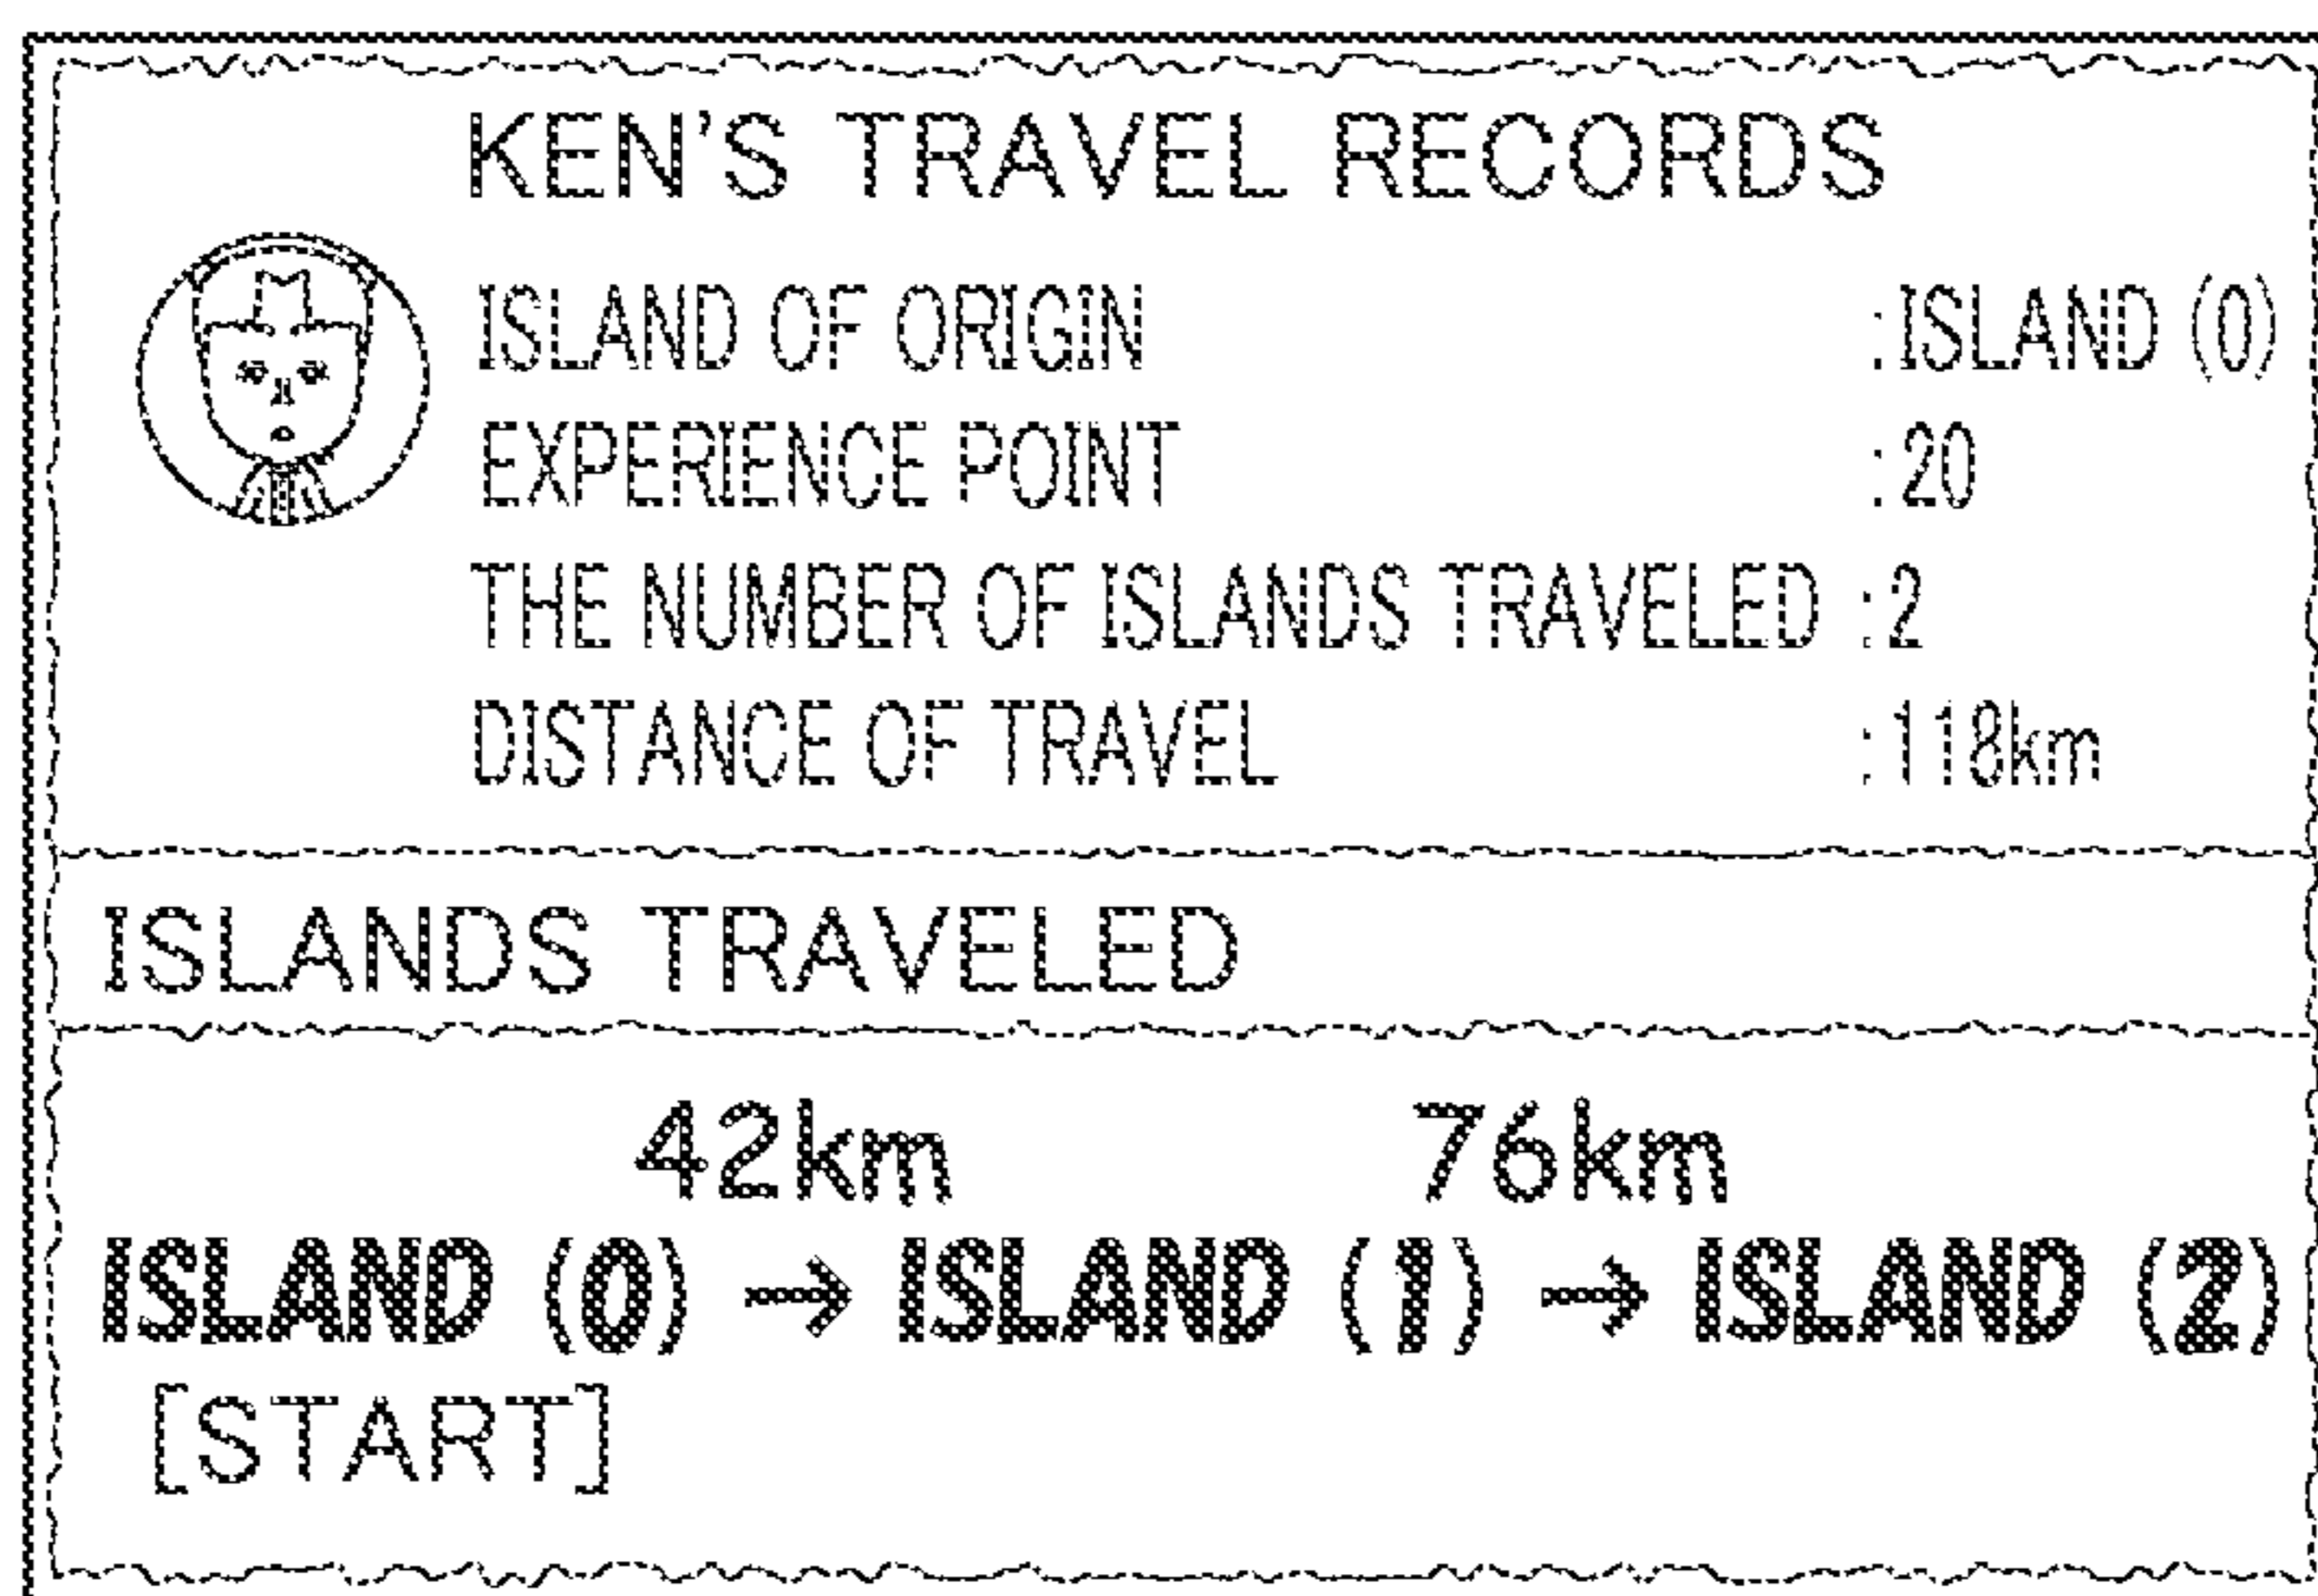 KEN'S TRAVEL RECORDS
ISLAND OF ORIGIN :ISLAND (0)
EXPERIENCE POINT :20
THE NUMBER OF ISLANDS TRAVELED :2
DISTANCE OF TRAVEL :118km
ISLANDS TRAVELED
42km 76km
ISLAND (0) → ISLAND (1) → ISLAND (2)
[START]